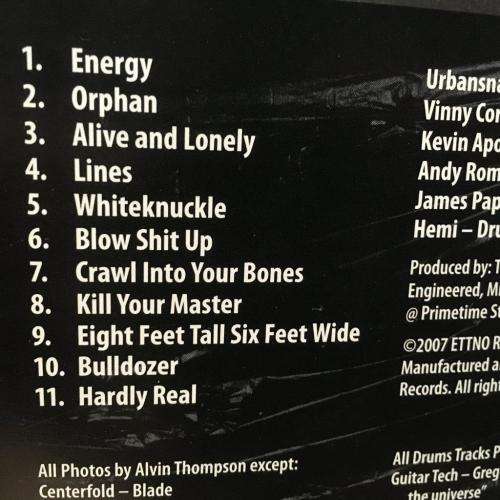 1. Energy
2. Orphan
3. Alive and Lonely
4. Lines
5. Whiteknuckle
6. Blow Shit Up
7. Crawl Into Your Bones
8. Kill Your Master
9. Eight Feet Tall Six Feet Wide
10. Bulldozer
11. Hardly Real
All Photos by Alvin Thompson except:
Centerfold – Blade
Vinny
Kevin
Andy
James
Hemi –
Produced by:
Engineered,
@ Primetime
©2007 ETTNO
Manufactured
Records. All
All Drums Tracks
Guitar Tech –
the universe"